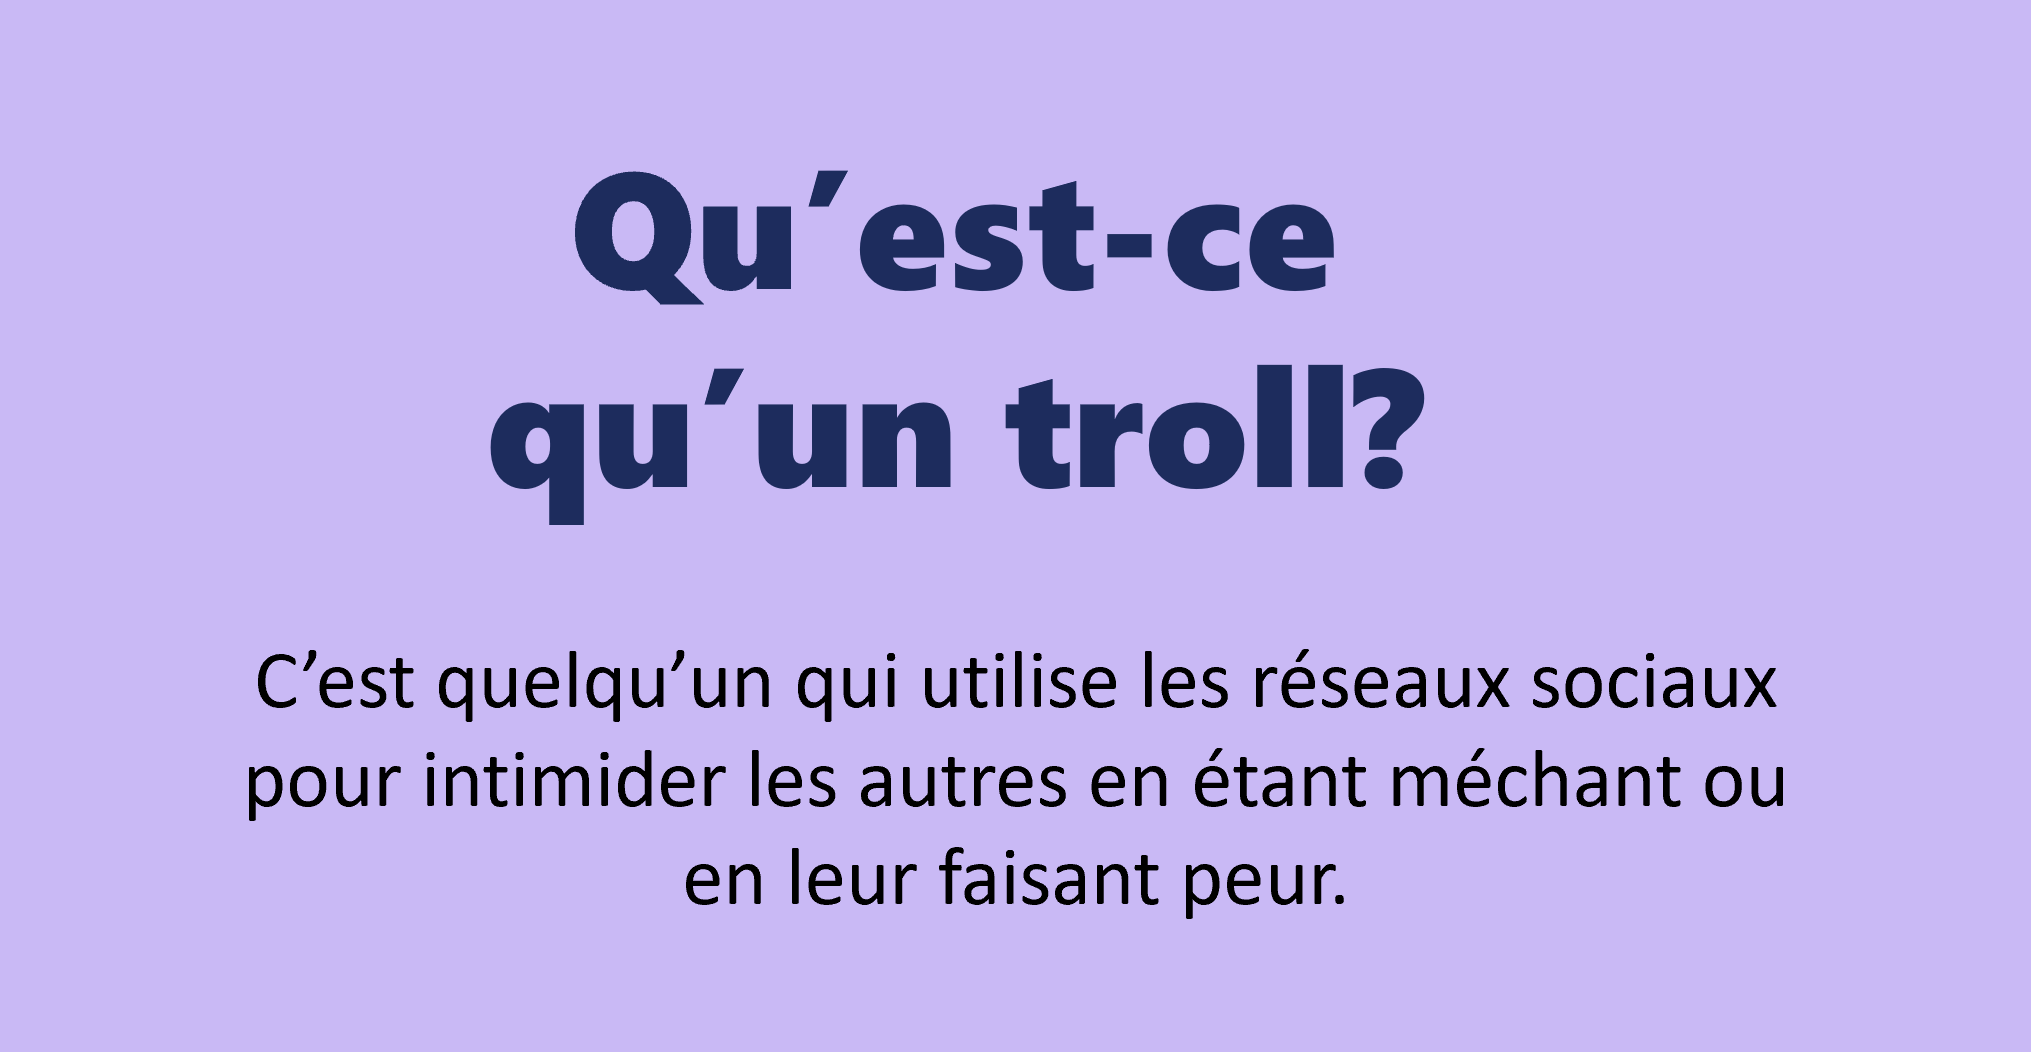 Qu’est-ce
qu’un troll?
C’est quelqu’un qui utilise les réseaux sociaux
pour intimider les autres en étant méchant ou
en leur faisant peur.